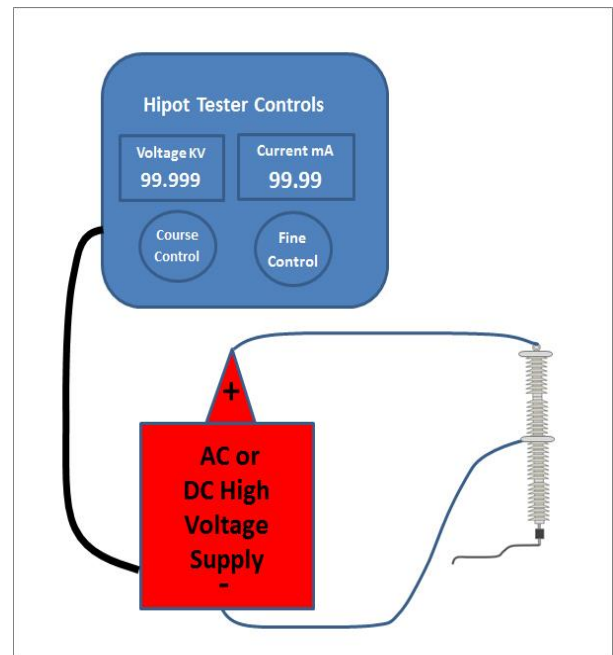 Hipot Tester Controls
Voltage KV
99.999
Current mA
99.99
Course
Control
Fine
Control
+
AC or
DC High
Voltage
Supply
-